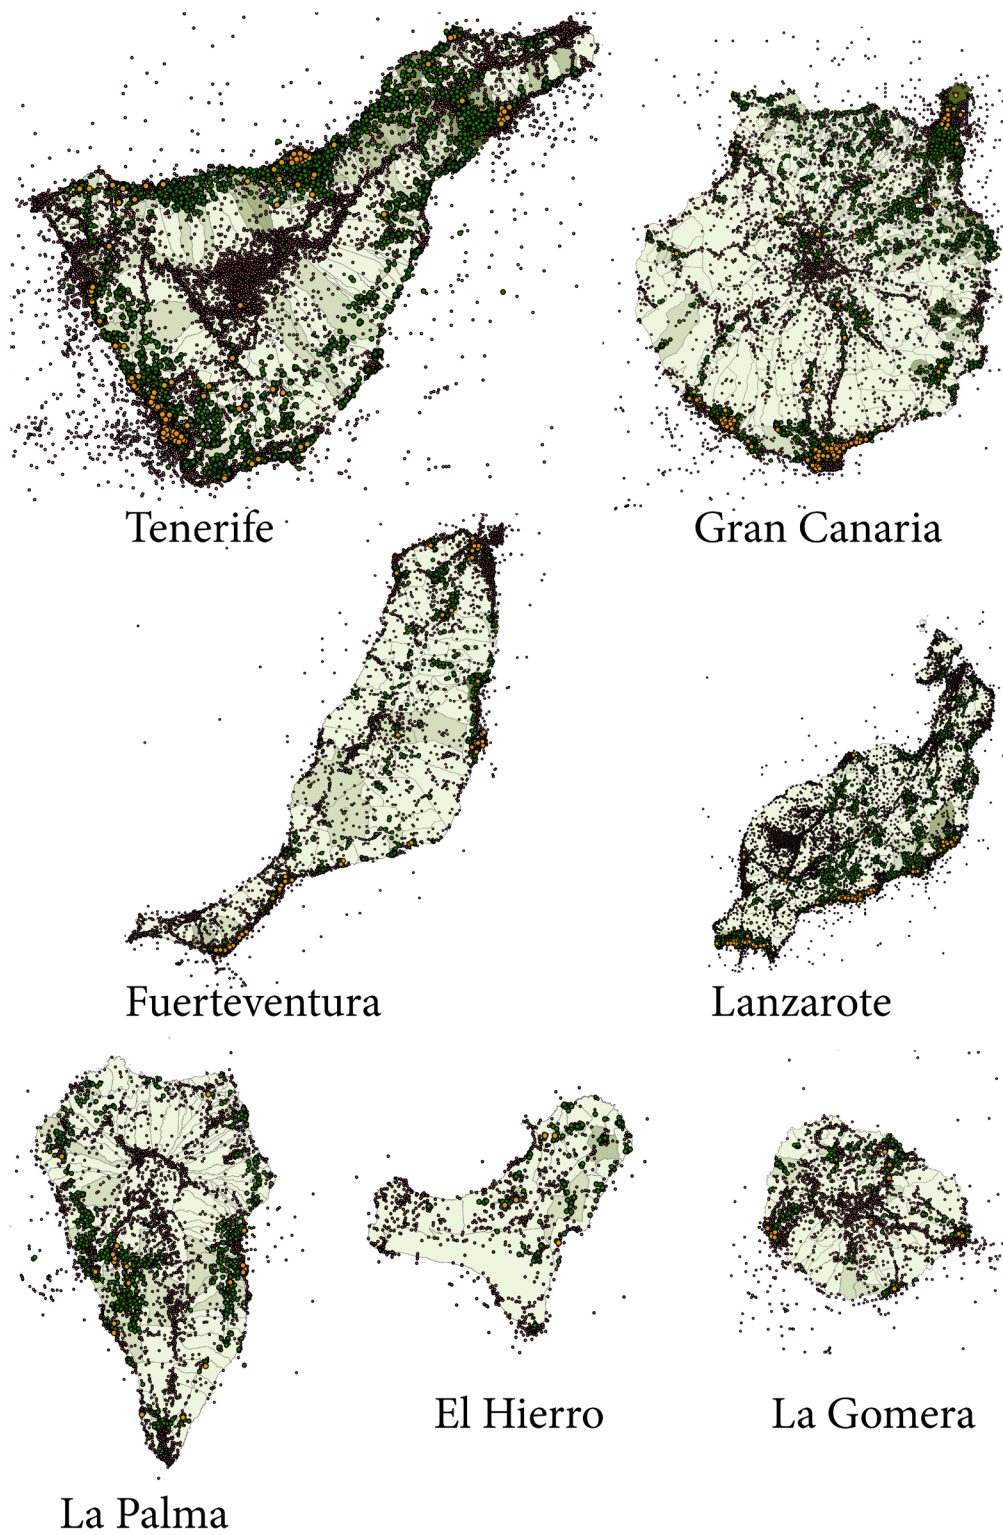 Tenerife
Gran Canaria
Fuerteventura
Lanzarote
El Hierro
La Gomera
La Palma